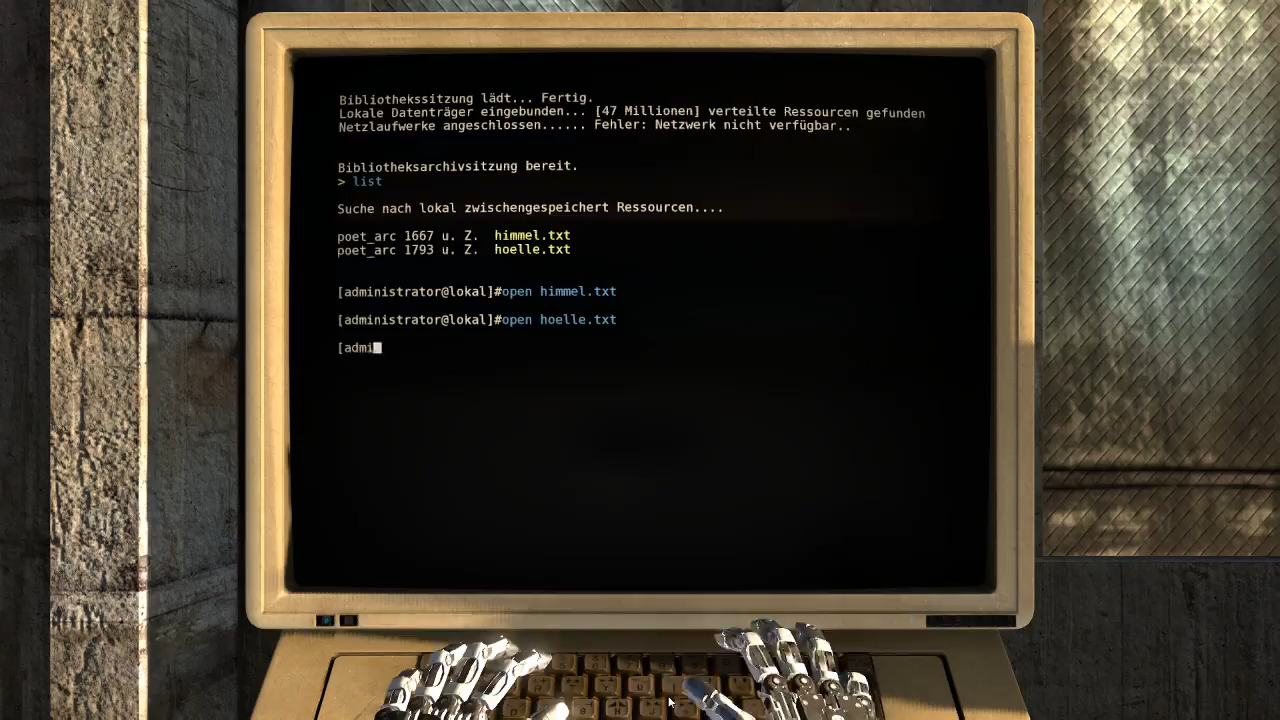 Bibliothekssitzung lädt... Fertig.
Lokale Datenträger eingebunden... [47 Millionen] verteilte Ressourcen gefunden
Netzlaufwerke angeschlossen...... Fehler: Netzwerk nicht verfügbar..
Bibliotheksarchivsitzung bereit.
> list
Suche nach lokal zwischengespeichert Ressourcen....
poet_arc 1667 u. Z. himmel.txt
poet_arc 1793 u. Z. hoelle.txt
[administrator@lokal]#open himmel.txt
[administrator@lokal]#open hoelle.txt
[admi